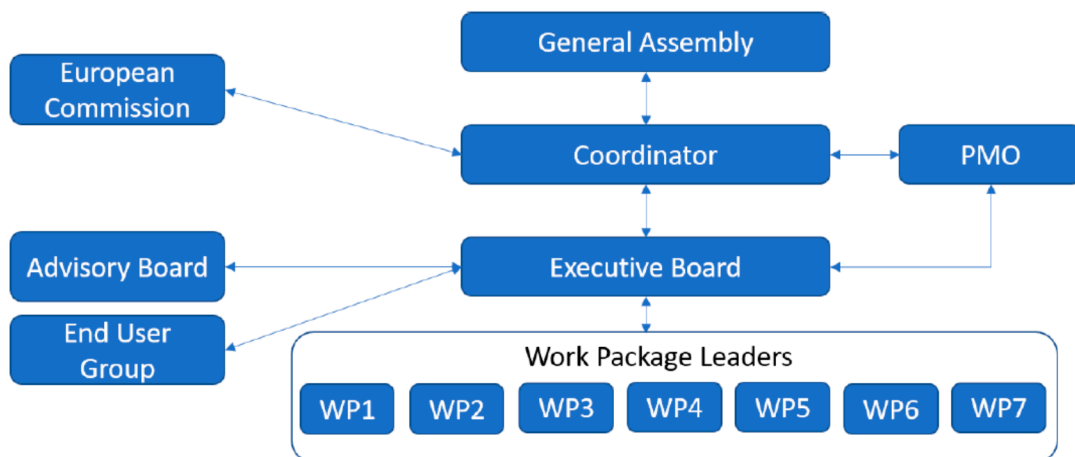 General Assembly
European
Commission
Coordinator
PMO
Advisory Board
Executive Board
End User
Group
Work Package Leaders
WP1
WP2
WP3
WP4
WP5
WP6
WP7